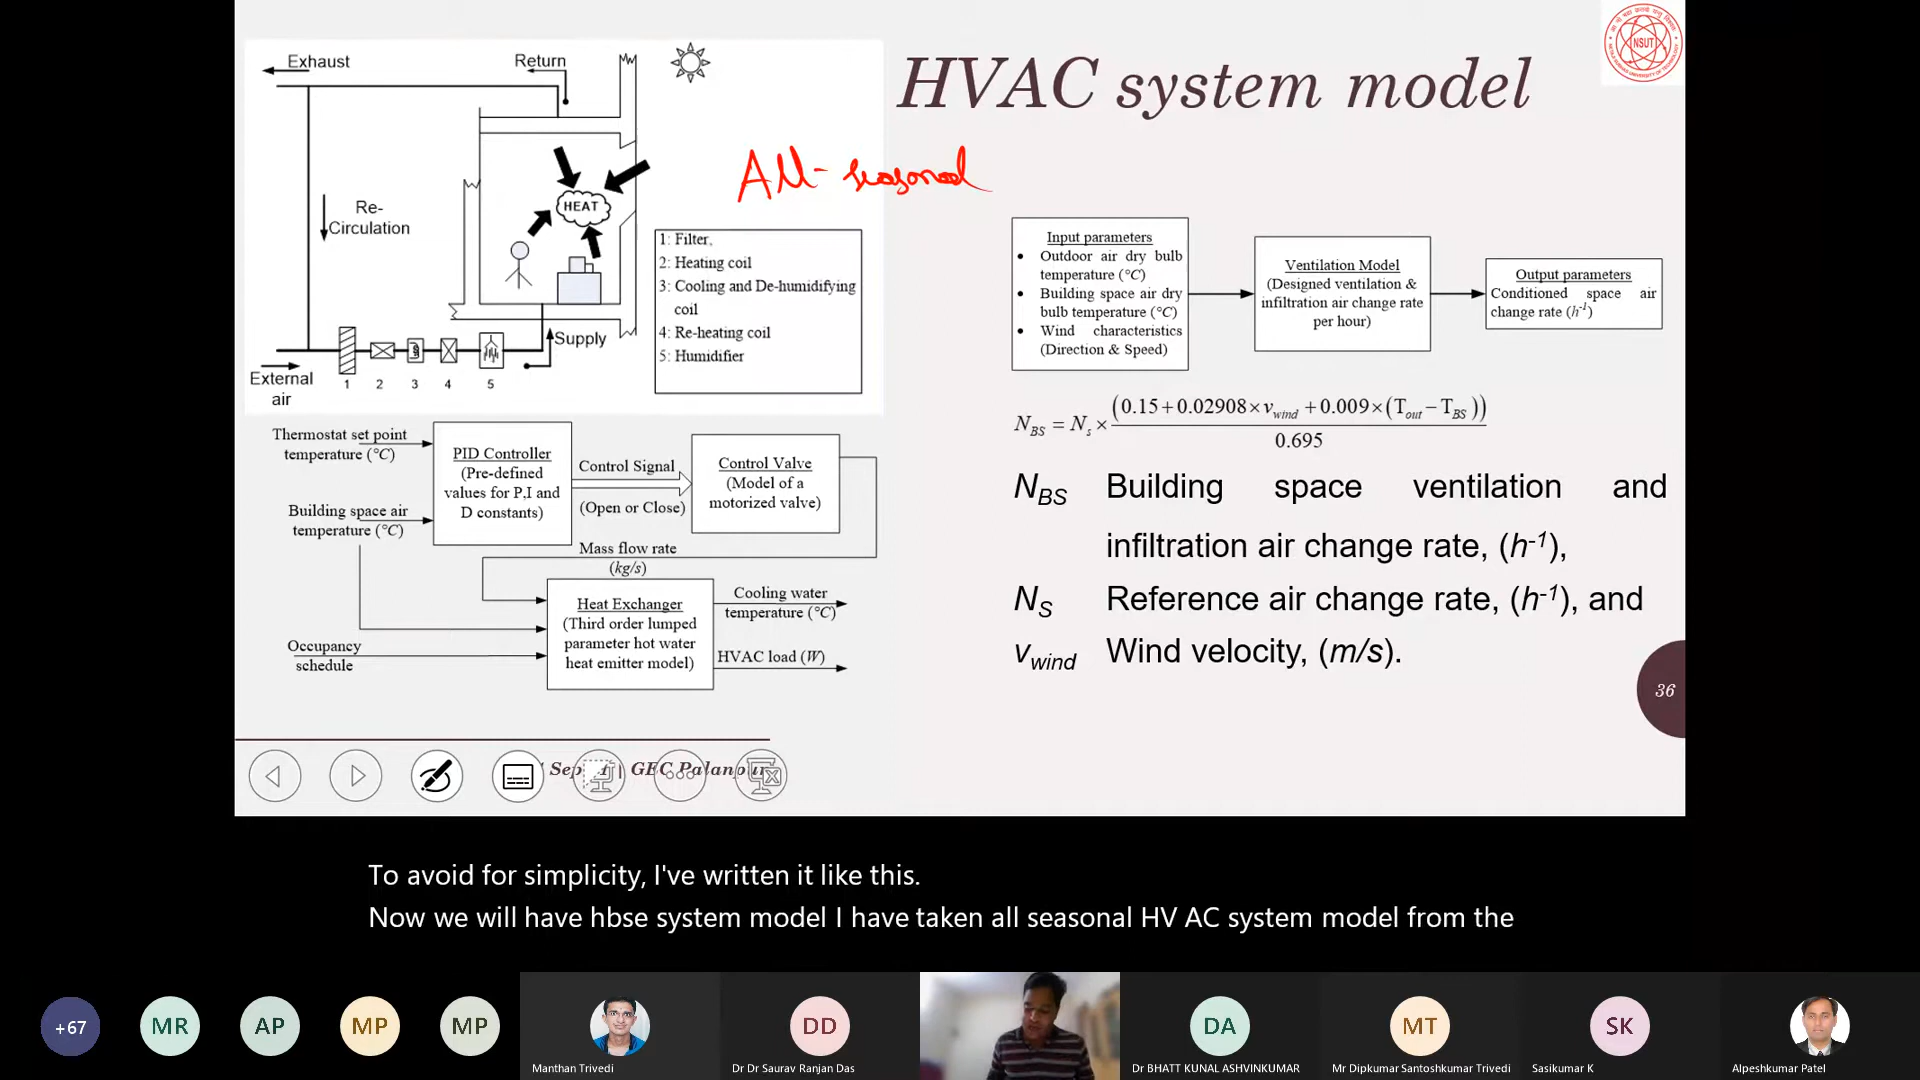 HVAC system model
NSUT
Exhaust
Return
All-seasonal
Re-
Circulation
HEAT
1: Filter,
2: Heating coil
3: Cooling and De-humidifying
coil
4: Re-heating coil
5: Humidifier
Supply
External
air
1 2 3 4 5
Input parameters
• Outdoor air dry bulb
temperature (°C)
• Building space air dry
bulb temperature (°C)
• Wind characteristics
(Direction & Speed)
Ventilation Model
(Designed ventilation &
infiltration air change rate
per hour)
Output parameters
Conditioned space air
change rate (h⁻¹)
N_BS = N_s × (0.15+0.02908×v_wind+0.009×(T_out−T_BS)) / 0.695
N_BS Building space ventilation and
infiltration air change rate, (h⁻¹),
N_S Reference air change rate, (h⁻¹), and
v_wind Wind velocity, (m/s).
Thermostat set point
temperature (°C)
PID Controller
(Pre-defined
values for P,I and
D constants)
Control Signal
(Open or Close)
Control Valve
(Model of a
motorized valve)
Building space air
temperature (°C)
Mass flow rate
(kg/s)
Heat Exchanger
(Third order lumped
parameter hot water
heat emitter model)
Cooling water
temperature (°C)
Occupancy
schedule
HVAC load (W)
36
Sep | GEC Palanpur
To avoid for simplicity, I've written it like this.
Now we will have hbse system model I have taken all seasonal HV AC system model from the
+67 MR AP MP MP DD DA MT SK
Manthan Trivedi
Dr Dr Saurav Ranjan Das
Dr BHATT KUNAL ASHVINKUMAR
Mr Dipkumar Santoshkumar Trivedi
Sasikumar K
Alpeshkumar Patel